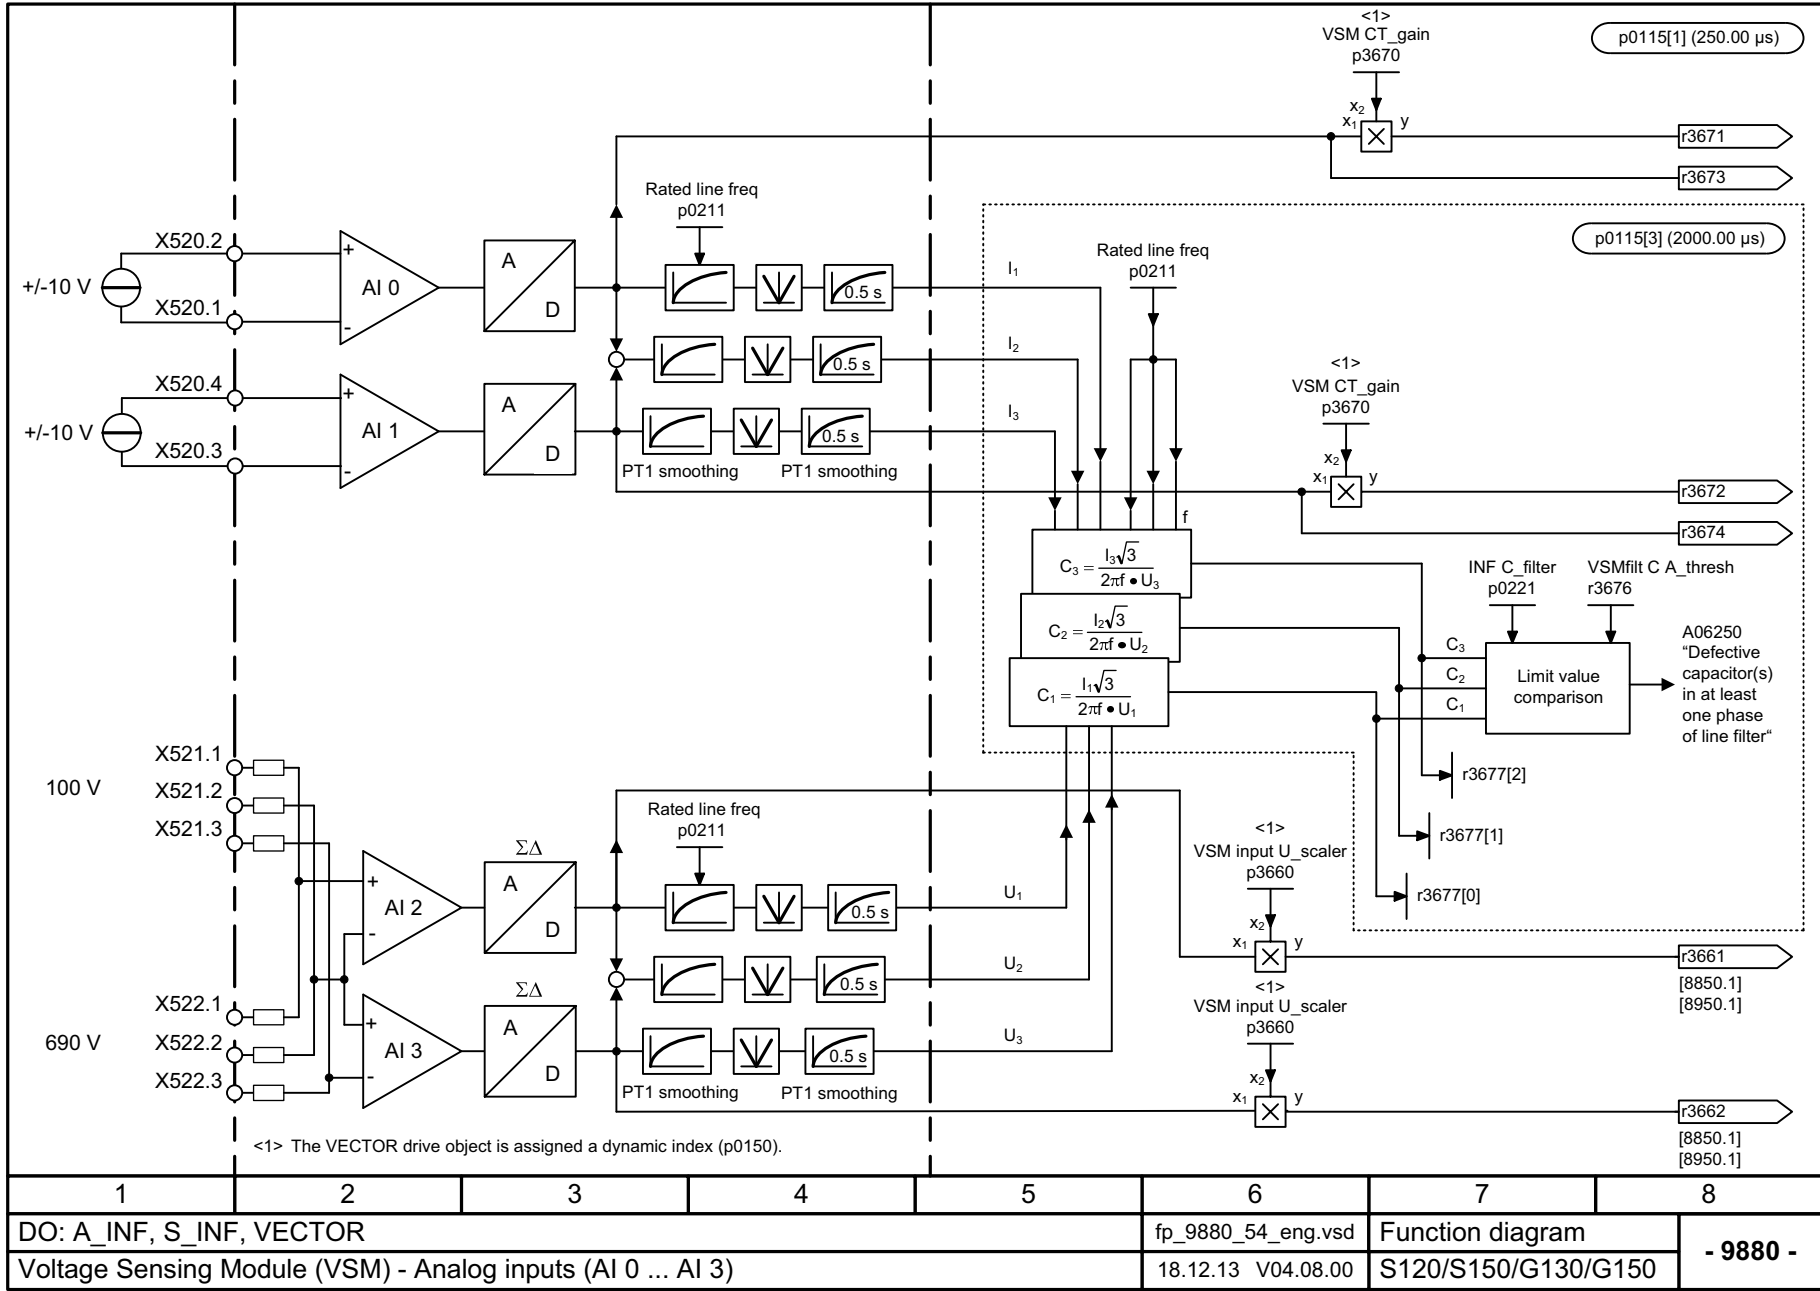 <1>
VSM CT_gain
p3670
p0115[1] (250.00 µs)
x2
x1
y
r3671
r3673
Rated line freq
p0211
p0115[3] (2000.00 µs)
X520.2
+
+/-10 V
AI 0
A
D
0.5 s
I1
Rated line freq
p0211
X520.1
-
0.5 s
I2
X520.4
+
+/-10 V
AI 1
A
D
0.5 s
I3
X520.3
-
PT1 smoothing
PT1 smoothing
<1>
VSM CT_gain
p3670
x2
x1
y
r3672
r3674
f
C3 = I3√3
2πf • U3
C2 = I2√3
2πf • U2
C1 = I1√3
2πf • U1
INF C_filter
p0221
VSMfilt C A_thresh
r3676
C3
C2
C1
Limit value
comparison
A06250
“Defective
capacitor(s)
in at least
one phase
of line filter“
r3677[2]
r3677[1]
r3677[0]
100 V
X521.1
X521.2
X521.3
Rated line freq
p0211
ΣΔ
+
AI 2
-
A
D
0.5 s
U1
0.5 s
U2
<1>
VSM input U_scaler
p3660
x2
x1
y
r3661
[8850.1]
[8950.1]
690 V
X522.1
X522.2
X522.3
ΣΔ
+
AI 3
-
A
D
0.5 s
U3
PT1 smoothing
PT1 smoothing
<1>
VSM input U_scaler
p3660
x2
x1
y
r3662
[8850.1]
[8950.1]
<1> The VECTOR drive object is assigned a dynamic index (p0150).
1 2 3 4 5 6 7 8
DO: A_INF, S_INF, VECTOR
fp_9880_54_eng.vsd
Function diagram
- 9880 -
Voltage Sensing Module (VSM) - Analog inputs (AI 0 ... AI 3)
18.12.13 V04.08.00
S120/S150/G130/G150